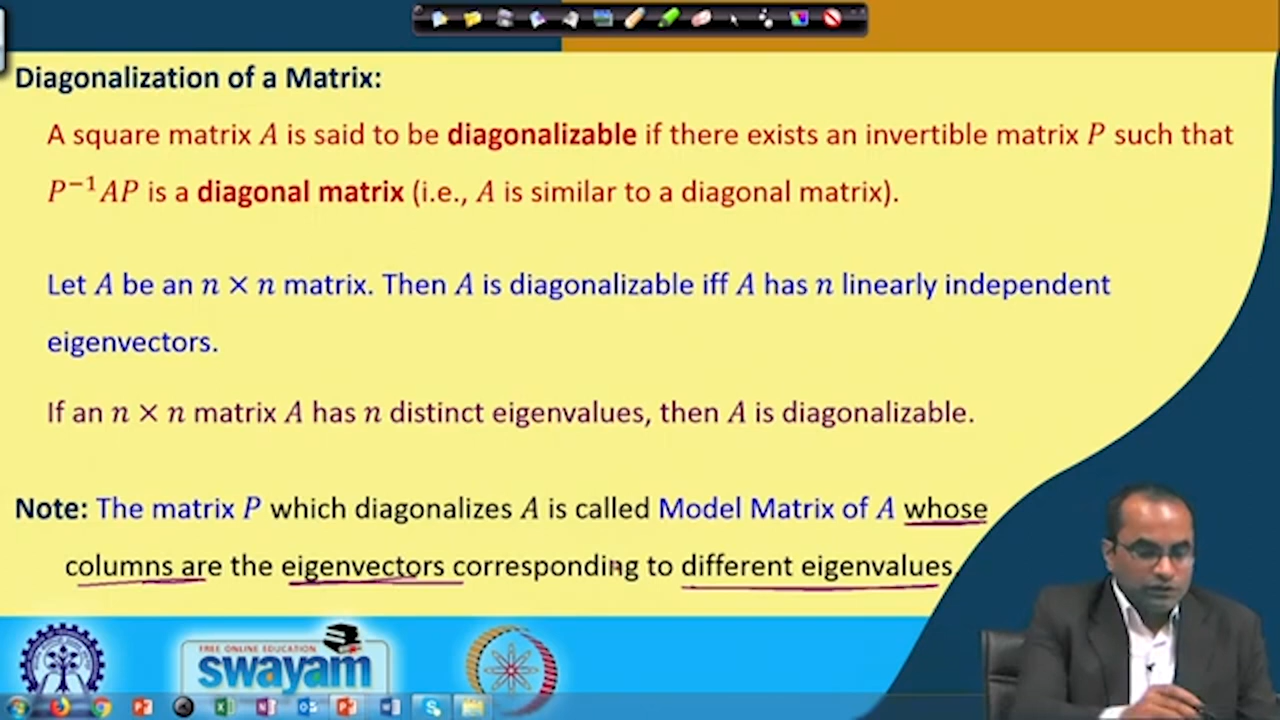 Diagonalization of a Matrix:
A square matrix A is said to be diagonalizable if there exists an invertible matrix P such that
P⁻¹AP is a diagonal matrix (i.e., A is similar to a diagonal matrix).
Let A be an n × n matrix. Then A is diagonalizable iff A has n linearly independent
eigenvectors.
If an n × n matrix A has n distinct eigenvalues, then A is diagonalizable.
Note: The matrix P which diagonalizes A is called Model Matrix of A whose
columns are the eigenvectors corresponding to different eigenvalues
FREE ONLINE EDUCATION
swayam